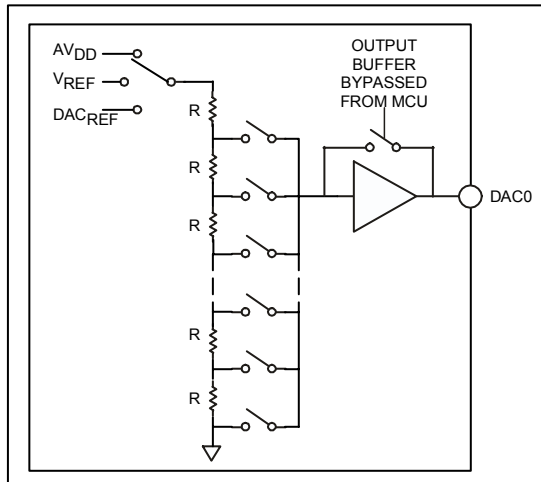 AVDD
VREF
DACREF
R
R
R
R
R
OUTPUT
BUFFER
BYPASSED
FROM MCU
DAC0